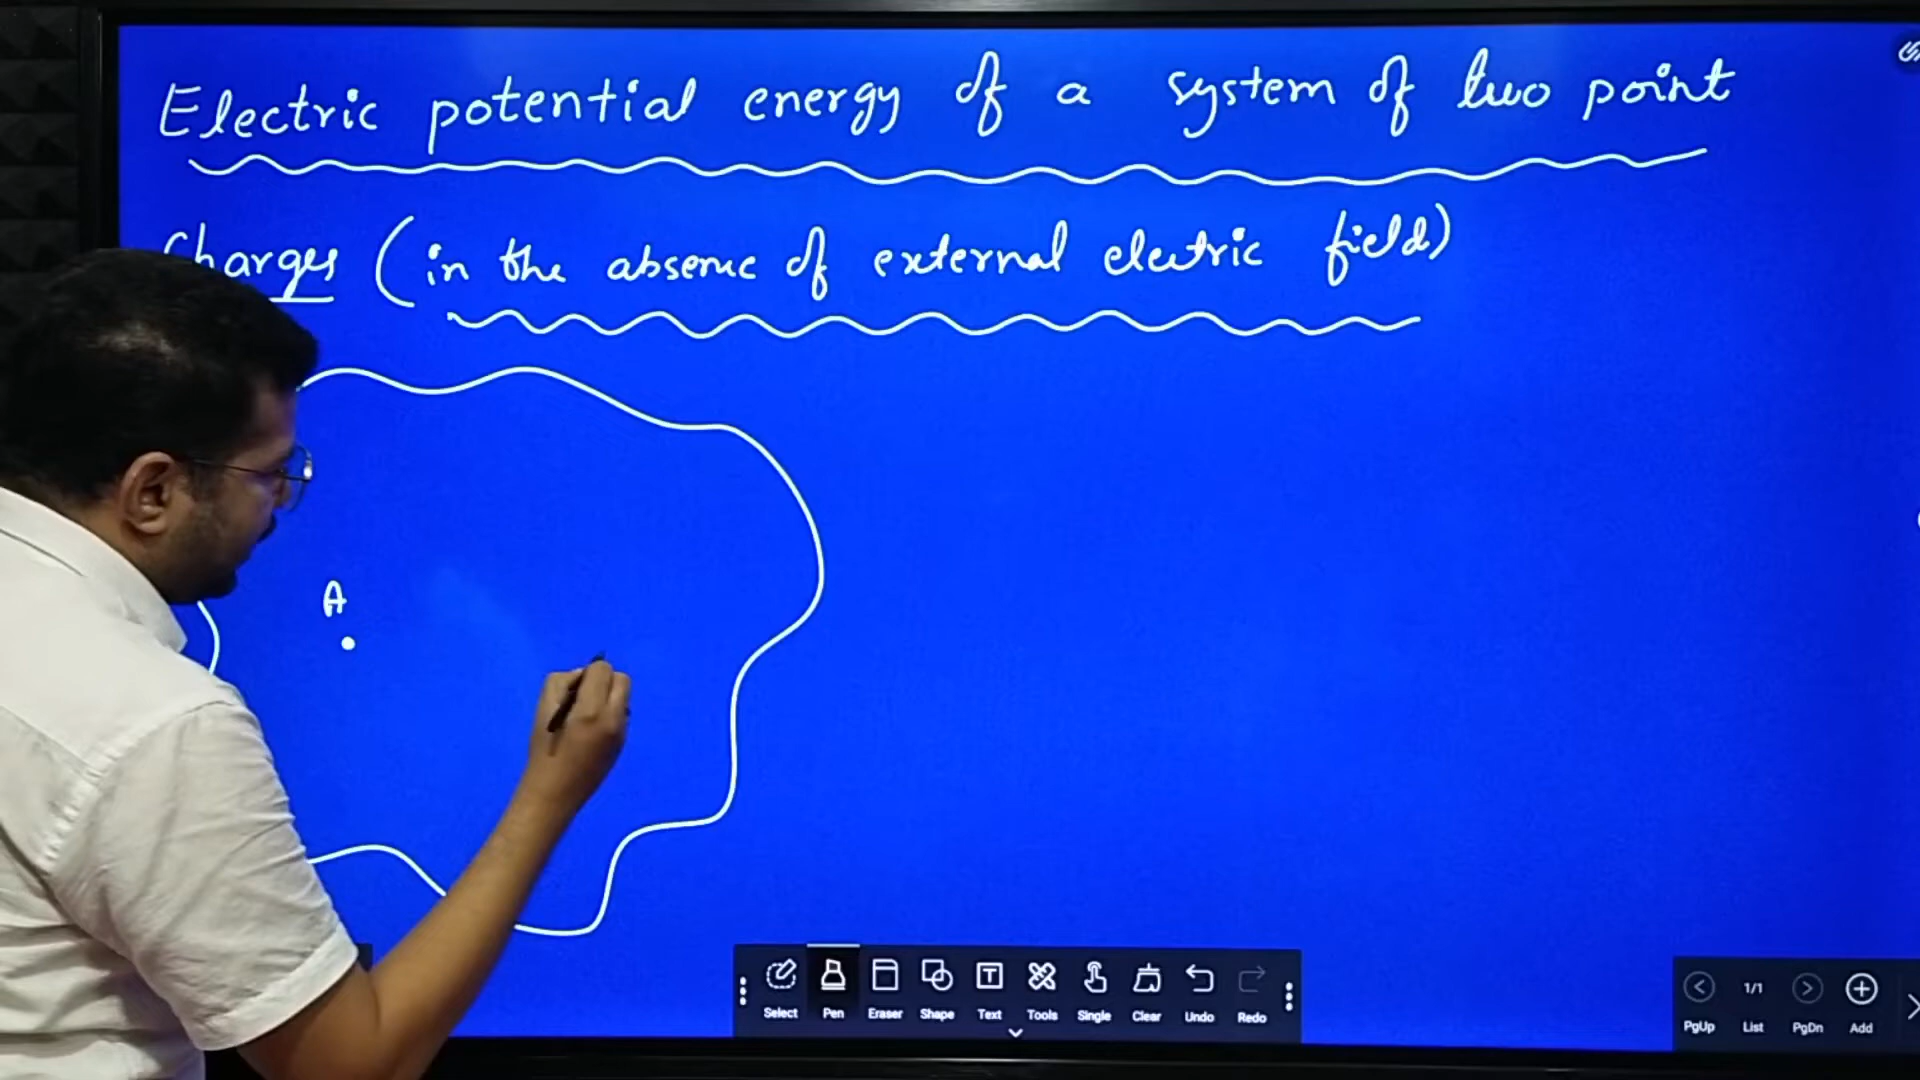 Electric potential energy of a system of two point
charges (in the absence of external electric field)
A
Select Pen Eraser Shape Text Tools Single Clear Undo Redo
1/1
PgUp List PgDn Add